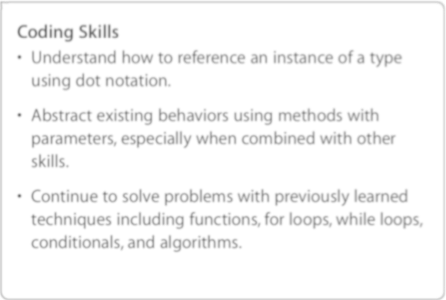 Coding Skills
• Understand how to reference an instance of a type
using dot notation.
• Abstract existing behaviors using methods with
parameters, especially when combined with other
skills.
• Continue to solve problems with previously learned
techniques including functions, for loops, while loops,
conditionals, and algorithms.